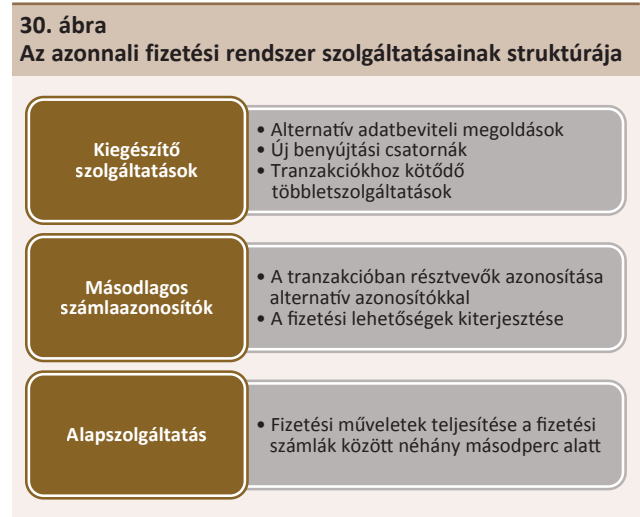 30. ábra
Az azonnali fizetési rendszer szolgáltatásainak struktúrája
Kiegészítő
szolgáltatások
• Alternatív adatbeviteli megoldások
• Új benyújtási csatornák
• Tranzakciókhoz kötődő
többletszolgáltatások
Másodlagos
számlaazonosítók
• A tranzakcióban résztvevők azonosítása
alternatív azonosítókkal
• A fizetési lehetőségek kiterjesztése
Alapszolgáltatás
• Fizetési műveletek teljesítése a fizetési
számlák között néhány másodperc alatt